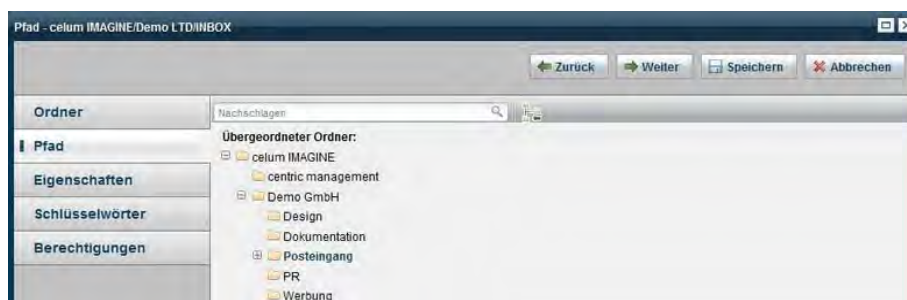 Pfad - celum IMAGINE/Demo LTD/INBOX
Zurück Weiter Speichern Abbrechen
Ordner
Nachschlagen
Pfad
Übergeordneter Ordner:
celum IMAGINE
Eigenschaften
centric management
Demo GmbH
Schlüsselwörter
Design
Dokumentation
Berechtigungen
Posteingang
PR
Werbung